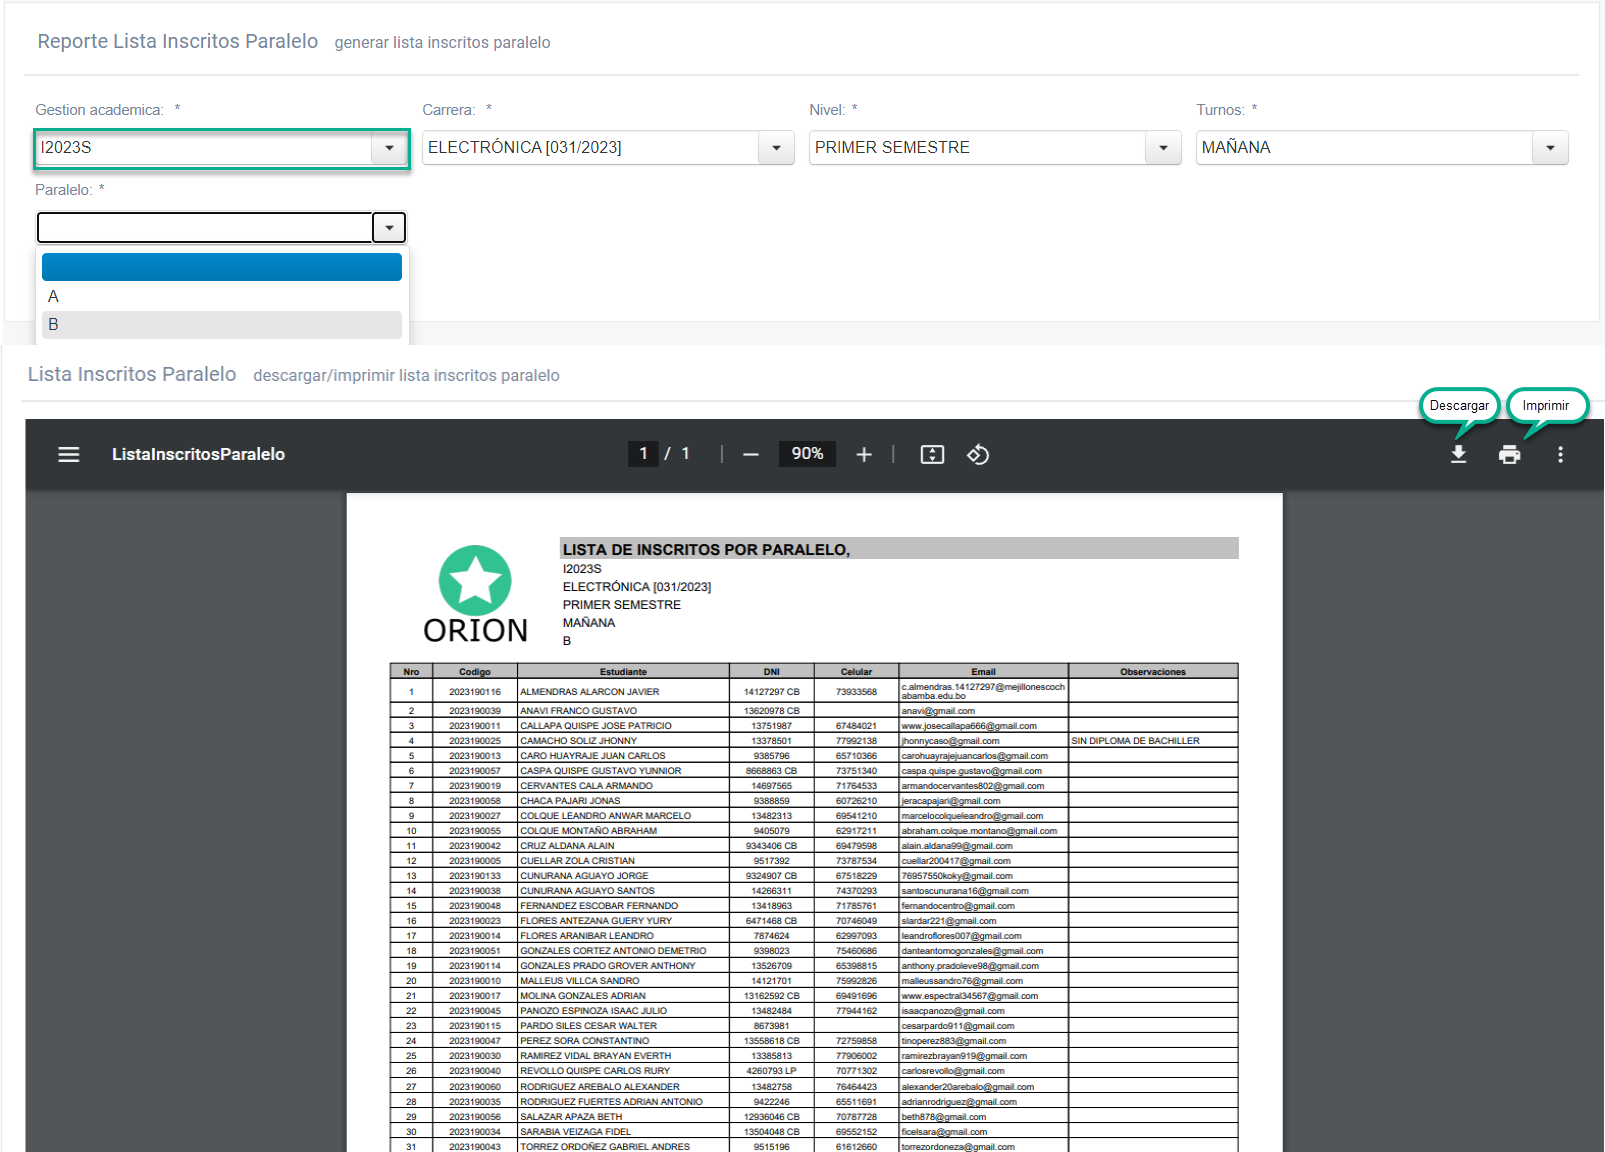 Reporte Lista Inscritos Paralelo generar lista inscritos paralelo
Gestion academica: * Carrera: * Nivel: * Turnos: *
I2023S ELECTRÓNICA [031/2023] PRIMER SEMESTRE MAÑANA
Paralelo: *
A
B
Lista Inscritos Paralelo descargar/imprimir lista inscritos paralelo
Descargar Imprimir
ListaInscritosParalelo 1 / 1 90%
LISTA DE INSCRITOS POR PARALELO,
I2023S
ELECTRÓNICA [031/2023]
PRIMER SEMESTRE
MAÑANA
B
ORION
Nro Codigo Estudiante DNI Celular Email Observaciones
1 2023190116 ALMENDRAS ALARCON JAVIER 14127297 CB 73933568 c.almendras.14127297@mejillonescoch
abamba.edu.bo
2 2023190039 ANAVI FRANCO GUSTAVO 13620978 CB anavi@gmail.com
3 2023190011 CALLAPA QUISPE JOSE PATRICIO 13751987 67484021 www.josecallapa666@gmail.com
4 2023190025 CAMACHO SOLIZ JHONNY 13378501 77992138 jhonnycaso@gmail.com SIN DIPLOMA DE BACHILLER
5 2023190013 CARO HUAYRAJE JUAN CARLOS 9385796 65710366 carohuayrajejuancarlos@gmail.com
6 2023190057 CASPA QUISPE GUSTAVO YUNNIOR 8668863 CB 73751340 caspa.quispe.gustavo@gmail.com
7 2023190019 CERVANTES CALA ARMANDO 14697565 71764533 armandocervantes802@gmail.com
8 2023190058 CHACA PAJARI JONAS 9388859 60726210 jeracapajari@gmail.com
9 2023190027 COLQUE LEANDRO ANWAR MARCELO 13482313 69541210 marcelocolqueleandro@gmail.com
10 2023190055 COLQUE MONTAÑO ABRAHAM 9405079 62917211 abraham.colque.montano@gmail.com
11 2023190042 CRUZ ALDANA ALAIN 9343406 CB 69479598 alain.aldana99@gmail.com
12 2023190005 CUELLAR ZOLA CRISTIAN 9517392 73787534 cuellar200417@gmail.com
13 2023190133 CUNURANA AGUAYO JORGE 9324907 CB 67518229 76957550koky@gmail.com
14 2023190038 CUNURANA AGUAYO SANTOS 14266311 74370293 santoscunurana16@gmail.com
15 2023190048 FERNANDEZ ESCOBAR FERNANDO 13418963 71785761 fernandocentro@gmail.com
16 2023190023 FLORES ANTEZANA GUERY YURY 6471468 CB 70746049 slardar221@gmail.com
17 2023190014 FLORES ARANIBAR LEANDRO 7874624 62997093 leandroflores007@gmail.com
18 2023190051 GONZALES CORTEZ ANTONIO DEMETRIO 9398023 75460686 danteantomogonzales@gmail.com
19 2023190114 GONZALES PRADO GROVER ANTHONY 13526709 65398815 anthony.pradoleve98@gmail.com
20 2023190010 MALLEUS VILLCA SANDRO 14121701 75992826 malleussandro76@gmail.com
21 2023190017 MOLINA GONZALES ADRIAN 13162592 CB 69491696 www.espectral34567@gmail.com
22 2023190045 PANOZO ESPINOZA ISAAC JULIO 13482484 77944162 isaacpanozo@gmail.com
23 2023190115 PARDO SILES CESAR WALTER 8673981 cesarpardo911@gmail.com
24 2023190047 PEREZ SORA CONSTANTINO 13558618 CB 72759858 tinoperez883@gmail.com
25 2023190030 RAMIREZ VIDAL BRAYAN EVERTH 13385813 77906002 ramirezbrayan919@gmail.com
26 2023190040 REVOLLO QUISPE CARLOS RURY 4260793 LP 70771302 carlosrevollo@gmail.com
27 2023190060 RODRIGUEZ AREBALO ALEXANDER 13482758 76464423 alexander20arebalo@gmail.com
28 2023190035 RODRIGUEZ FUERTES ADRIAN ANTONIO 9422246 65511691 adrianrodriguez@gmail.com
29 2023190056 SALAZAR APAZA BETH 12936046 CB 70787728 beth878@gmail.com
30 2023190034 SARABIA VEIZAGA FIDEL 13504048 CB 69552152 ficelsara@gmail.com
31 2023190043 TORREZ ORDOÑEZ GABRIEL ANDRES 9515196 61612660 torrezordoneza@gmail.com